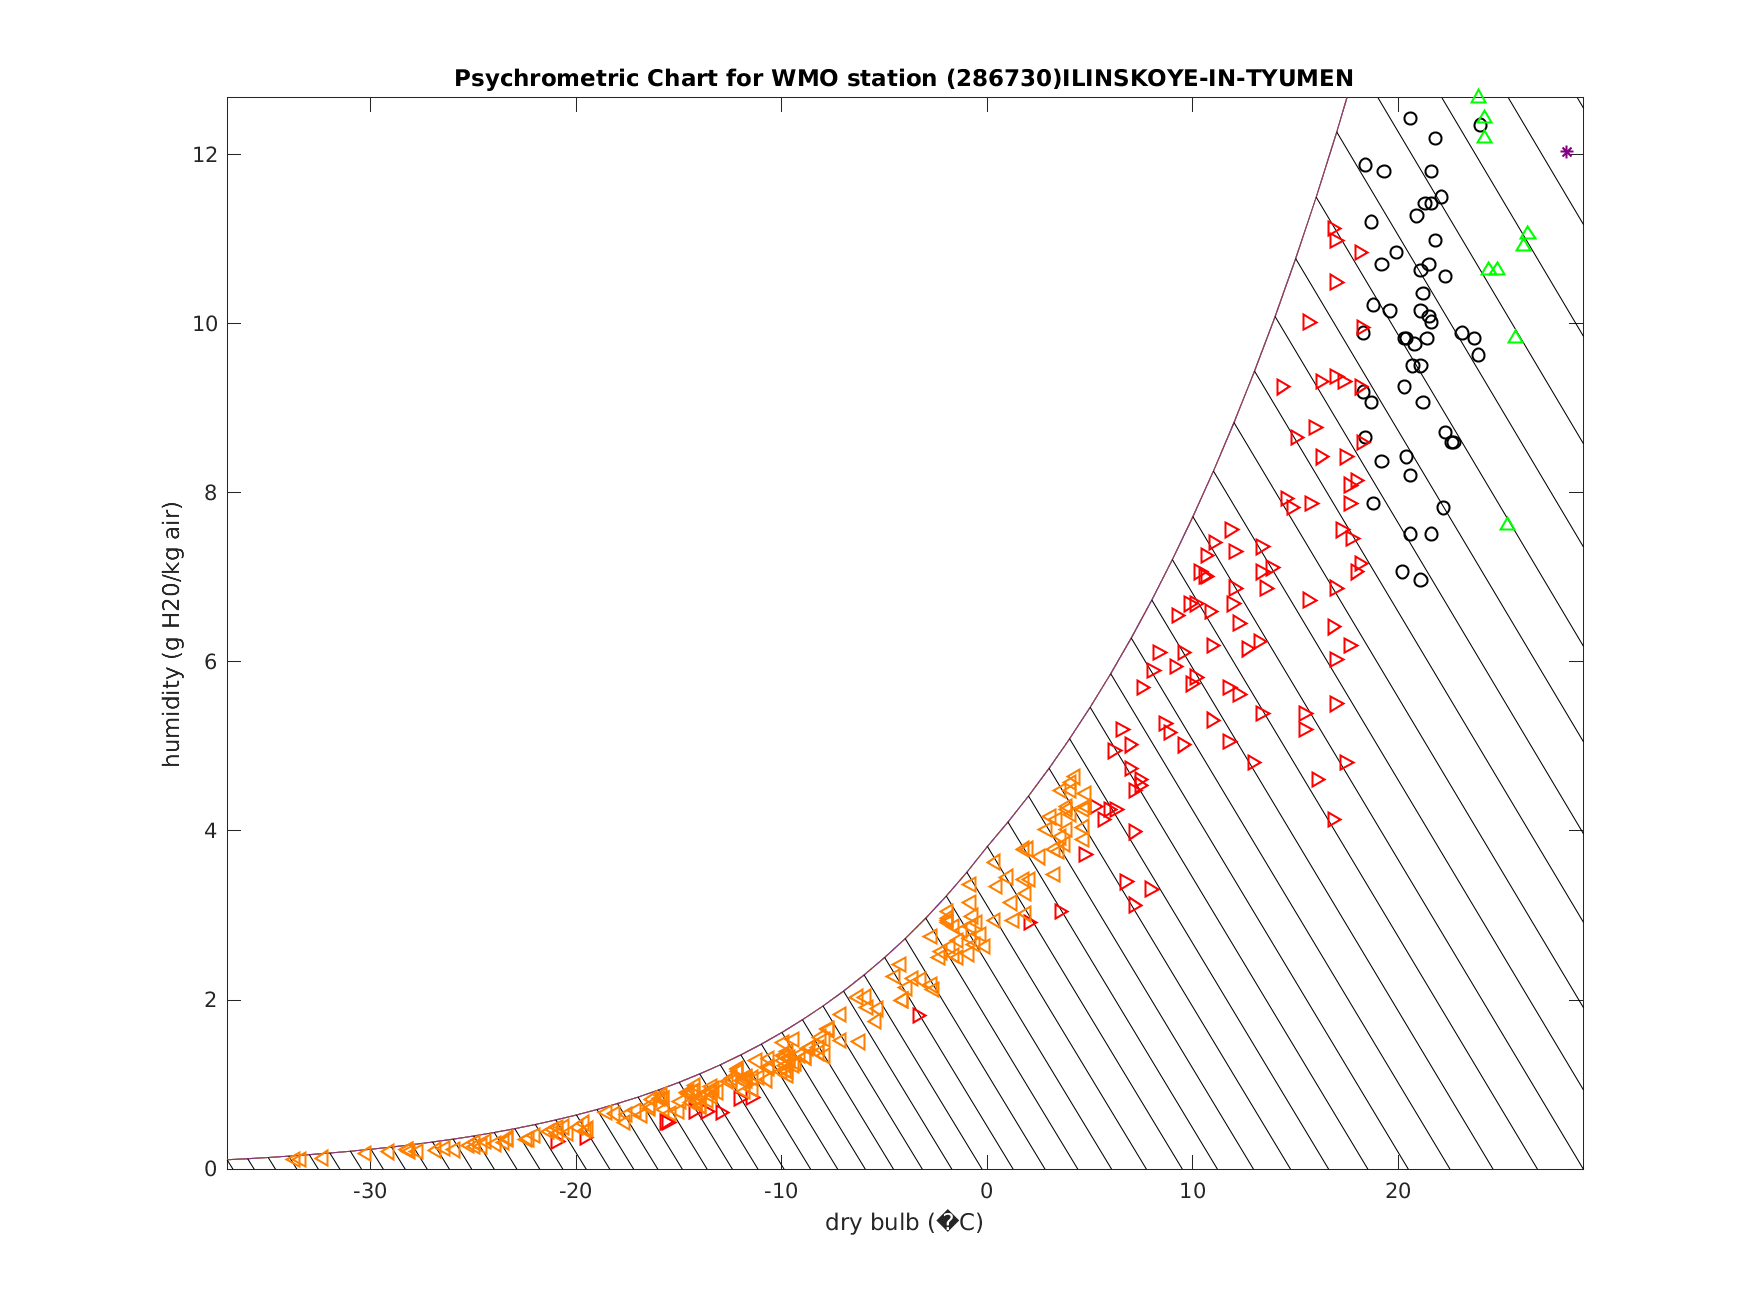 Psychrometric Chart for WMO station (286730)ILINSKOYE-IN-TYUMEN
12
10
8
6
4
2
0
humidity (g H20/kg air)
-30 -20 -10 0 10 20
dry bulb (�C)